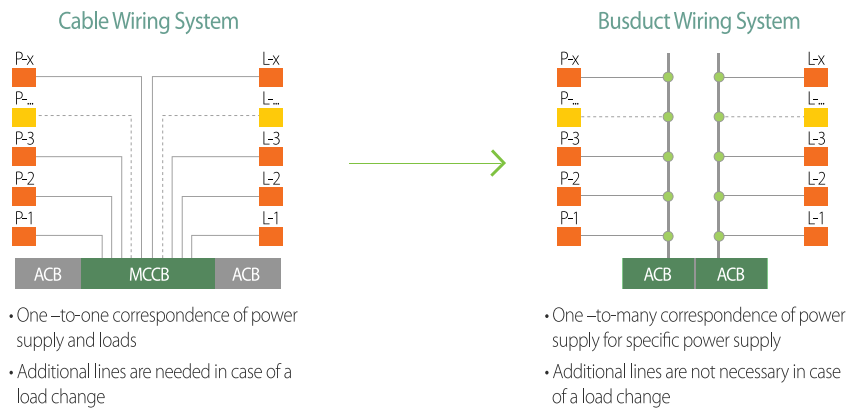 Cable Wiring System
P-x
L-x
P-...
L-...
P-3
L-3
P-2
L-2
P-1
L-1
ACB
MCCB
ACB
• One –to-one correspondence of power
supply and loads
• Additional lines are needed in case of a
load change
Busduct Wiring System
P-x
L-x
P-...
L-...
P-3
L-3
P-2
L-2
P-1
L-1
ACB
ACB
• One –to-many correspondence of power
supply for specific power supply
• Additional lines are not necessary in case
of a load change